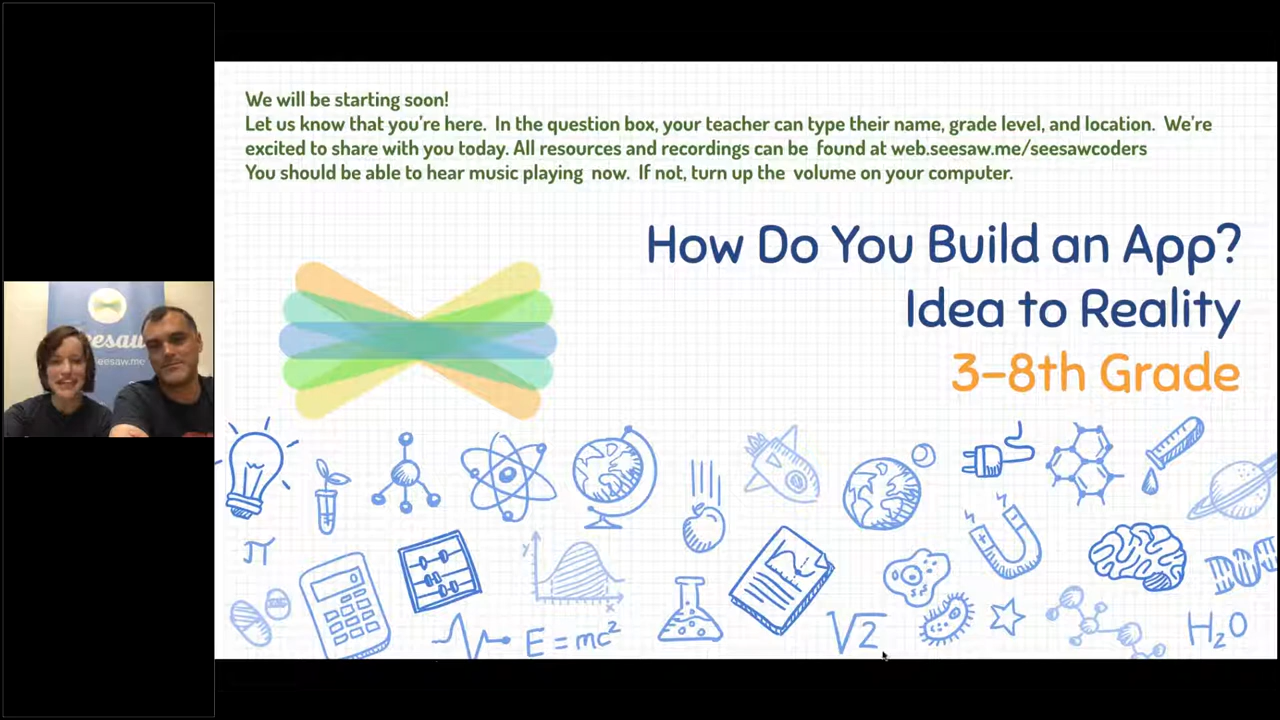 We will be starting soon!
Let us know that you're here. In the question box, your teacher can type their name, grade level, and location. We're
excited to share with you today. All resources and recordings can be found at web.seesaw.me/seesawcoders
You should be able to hear music playing now. If not, turn up the volume on your computer.
How Do You Build an App?
Idea to Reality
3-8th Grade
seesaw
seesaw.me
π
y
x
E = mc²
√2
H₂O